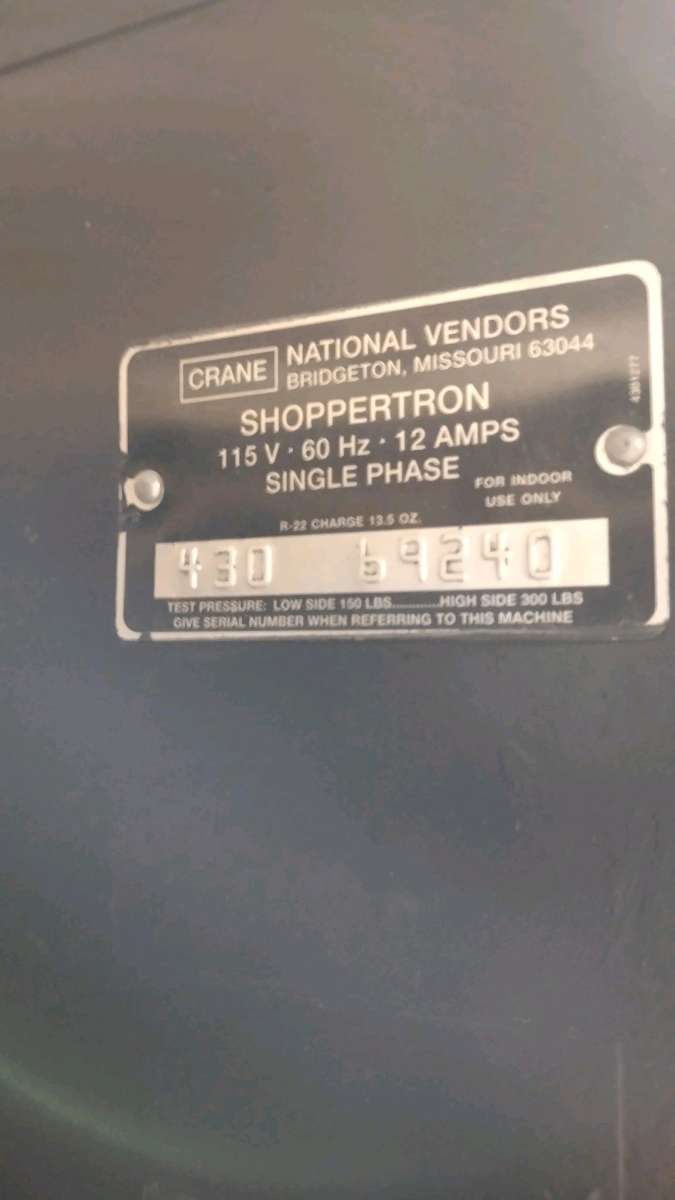 CRANE NATIONAL VENDORS
BRIDGETON, MISSOURI 63044
SHOPPERTRON
115 V · 60 Hz · 12 AMPS
SINGLE PHASE
FOR INDOOR
USE ONLY
R-22 CHARGE 13.5 OZ.
430 69240
TEST PRESSURE: LOW SIDE 150 LBS............HIGH SIDE 300 LBS
GIVE SERIAL NUMBER WHEN REFERRING TO THIS MACHINE